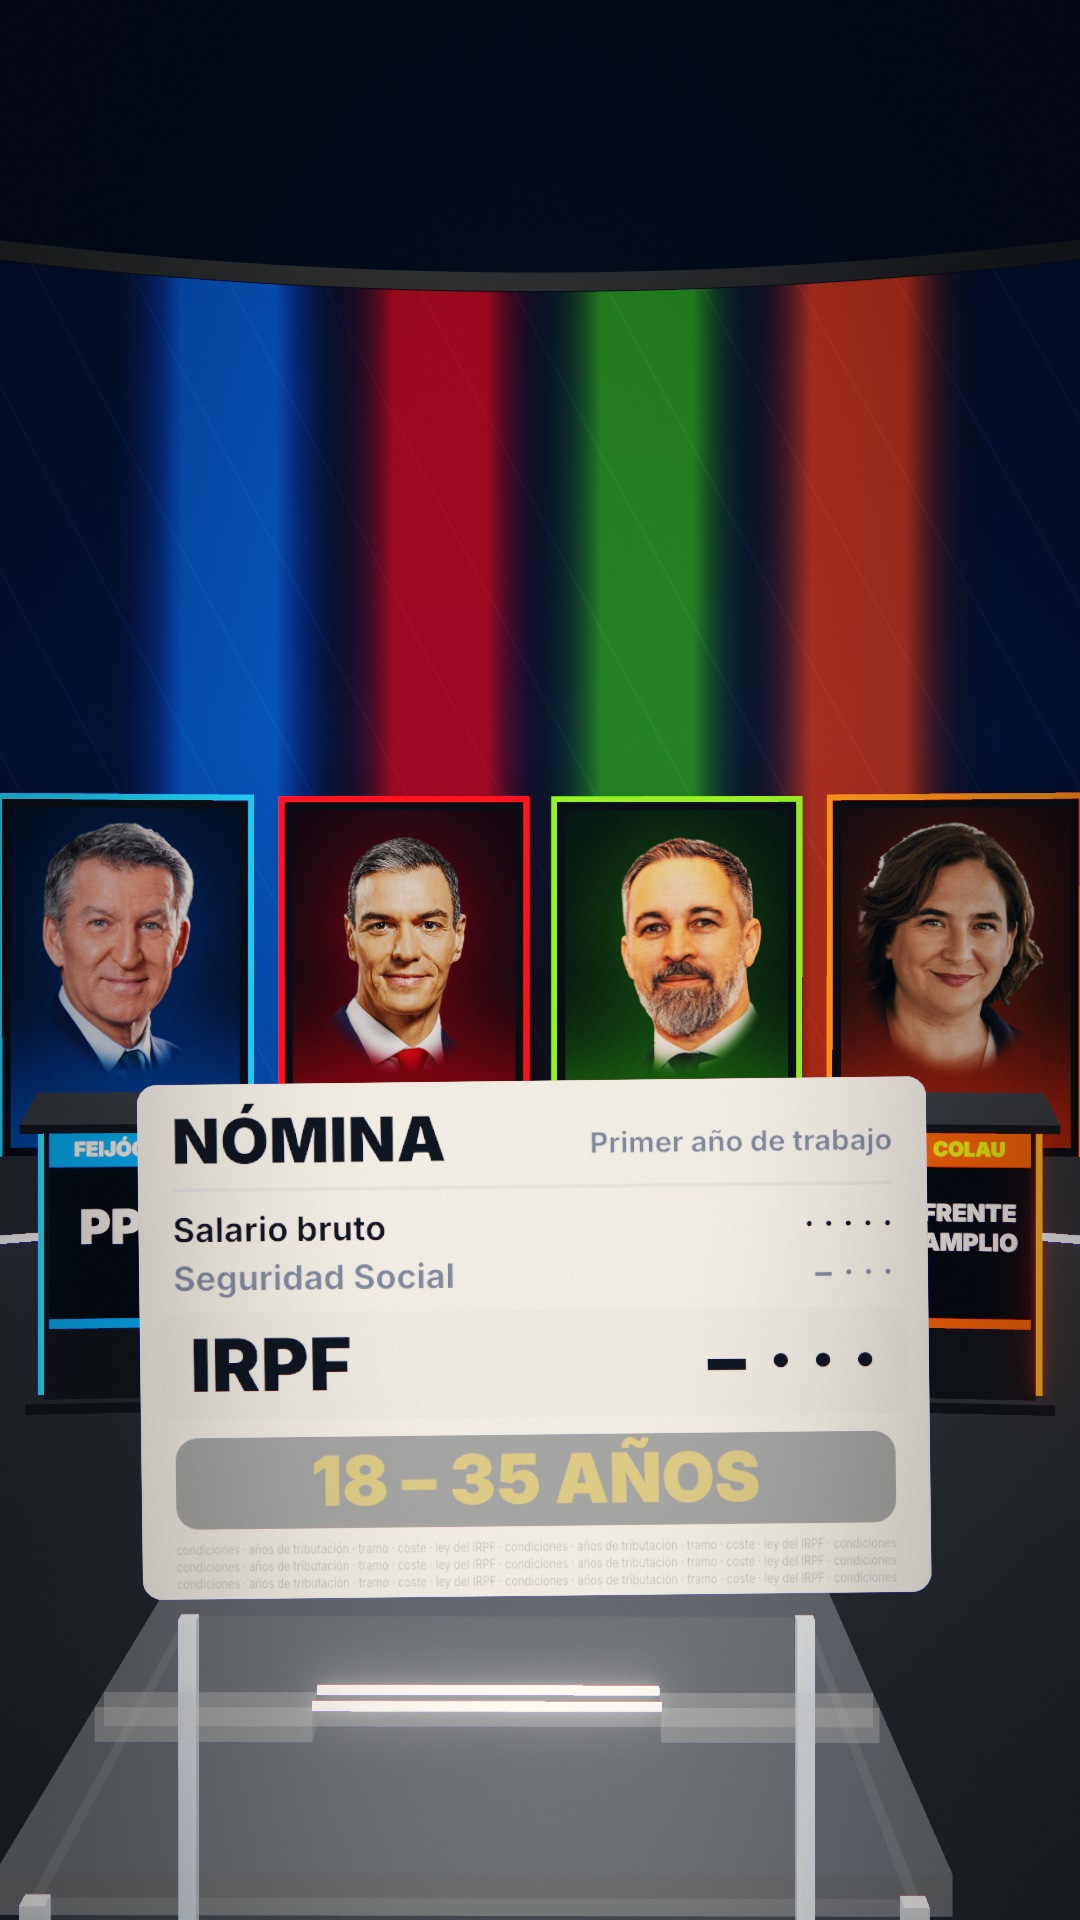 FEIJÓ
PP
NÓMINA
Primer año de trabajo
Salario bruto
Seguridad Social
IRPF
18 – 35 AÑOS
condiciones · años de tributación · tramo · coste · ley del IRPF · condiciones · años de tributación · tramo · coste · ley del IRPF · condiciones
condiciones · años de tributación · tramo · coste · ley del IRPF · condiciones · años de tributación · tramo · coste · ley del IRPF · condiciones
condiciones · años de tributación · tramo · coste · ley del IRPF · condiciones · años de tributación · tramo · coste · ley del IRPF · condiciones
COLAU
FRENTE
AMPLIO